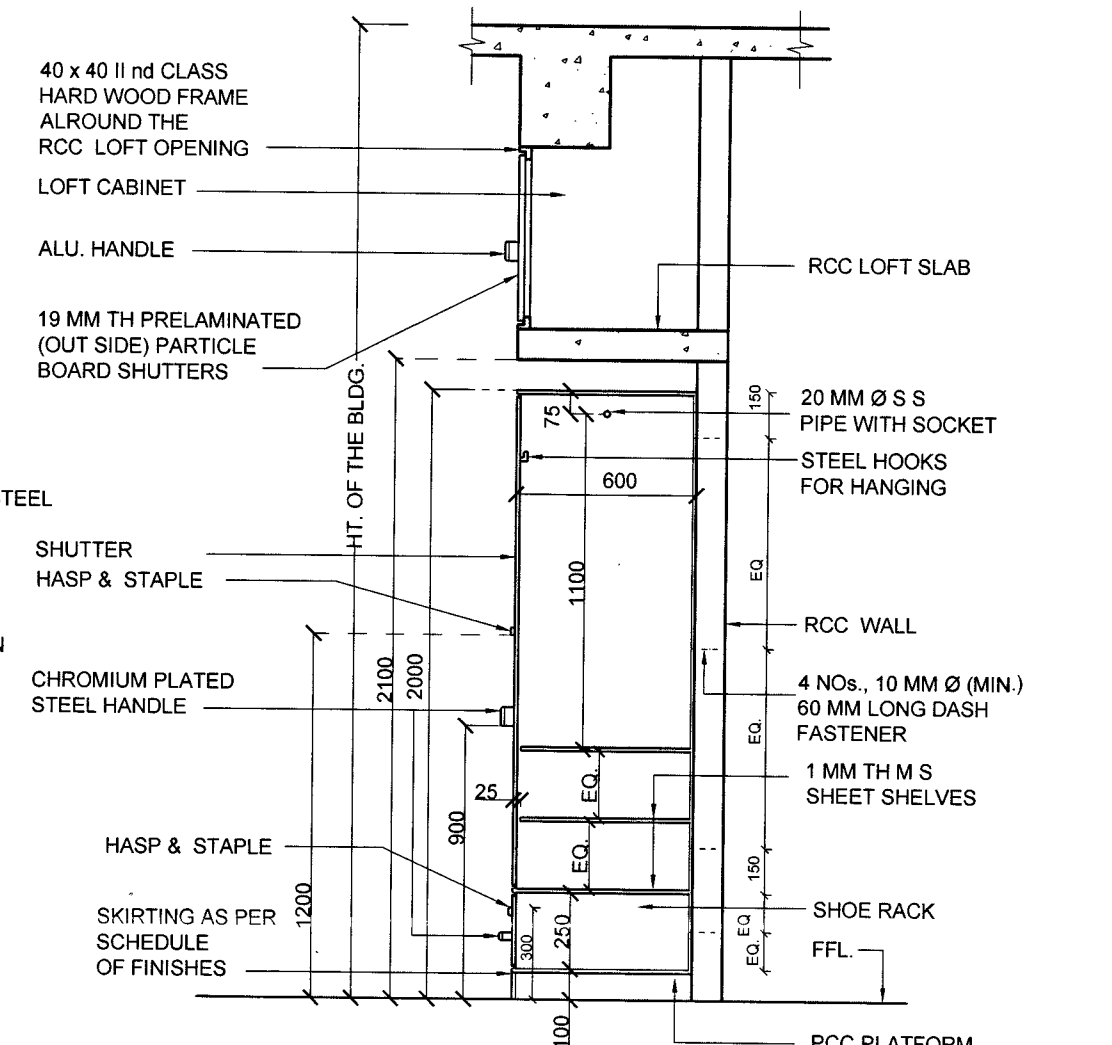 40 x 40 II nd CLASS
HARD WOOD FRAME
ALROUND THE
RCC LOFT OPENING
LOFT CABINET
ALU. HANDLE
19 MM TH PRELAMINATED
(OUT SIDE) PARTICLE
BOARD SHUTTERS
HT. OF THE BLDG.
STEEL
SHUTTER
HASP & STAPLE
N
CHROMIUM PLATED
STEEL HANDLE
HASP & STAPLE
SKIRTING AS PER
SCHEDULE
OF FINISHES
1200
2100
2000
900
25
75
600
1100
EQ.
EQ.
250
300
100
150
EQ
EQ.
150
EQ
EQ.
RCC LOFT SLAB
20 MM Ø S S
PIPE WITH SOCKET
STEEL HOOKS
FOR HANGING
RCC WALL
4 NOs., 10 MM Ø (MIN.)
60 MM LONG DASH
FASTENER
1 MM TH M S
SHEET SHELVES
SHOE RACK
FFL.
PCC PLATFORM